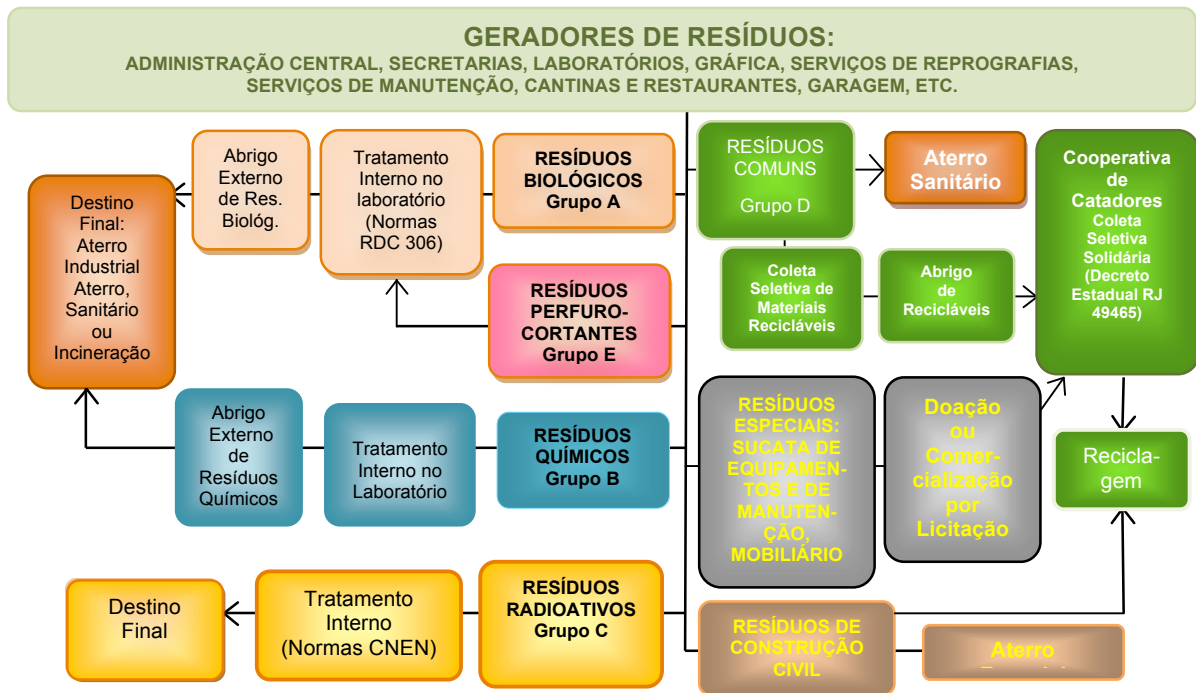 GERADORES DE RESÍDUOS:
ADMINISTRAÇÃO CENTRAL, SECRETARIAS, LABORATÓRIOS, GRÁFICA, SERVIÇOS DE REPROGRAFIAS,
SERVIÇOS DE MANUTENÇÃO, CANTINAS E RESTAURANTES, GARAGEM, ETC.
Destino
Final:
Aterro
Industrial
Aterro,
Sanitário
ou
Incineração
Abrigo
Externo
de Res.
Biológ.
Tratamento
Interno no
laboratório
(Normas
RDC 306)
RESÍDUOS
BIOLÓGICOS
Grupo A
RESÍDUOS
PERFURO-
CORTANTES
Grupo E
Abrigo
Externo
de
Resíduos
Químicos
Tratamento
Interno no
Laboratório
RESÍDUOS
QUÍMICOS
Grupo B
Destino
Final
Tratamento
Interno
(Normas CNEN)
RESÍDUOS
RADIOATIVOS
Grupo C
RESÍDUOS
COMUNS
Grupo D
Aterro
Sanitário
Coleta
Seletiva de
Materiais
Recicláveis
Abrigo
de
Recicláveis
Cooperativa
de
Catadores
Coleta
Seletiva
Solidária
(Decreto
Estadual RJ
49465)
RESÍDUOS
ESPECIAIS:
SUCATA DE
EQUIPAMEN-
TOS E DE
MANUTEN-
ÇÃO,
MOBILIÁRIO
Doação
ou
Comer-
cialização
por
Licitação
Recicla-
gem
RESÍDUOS DE
CONSTRUÇÃO
CIVIL
Aterro